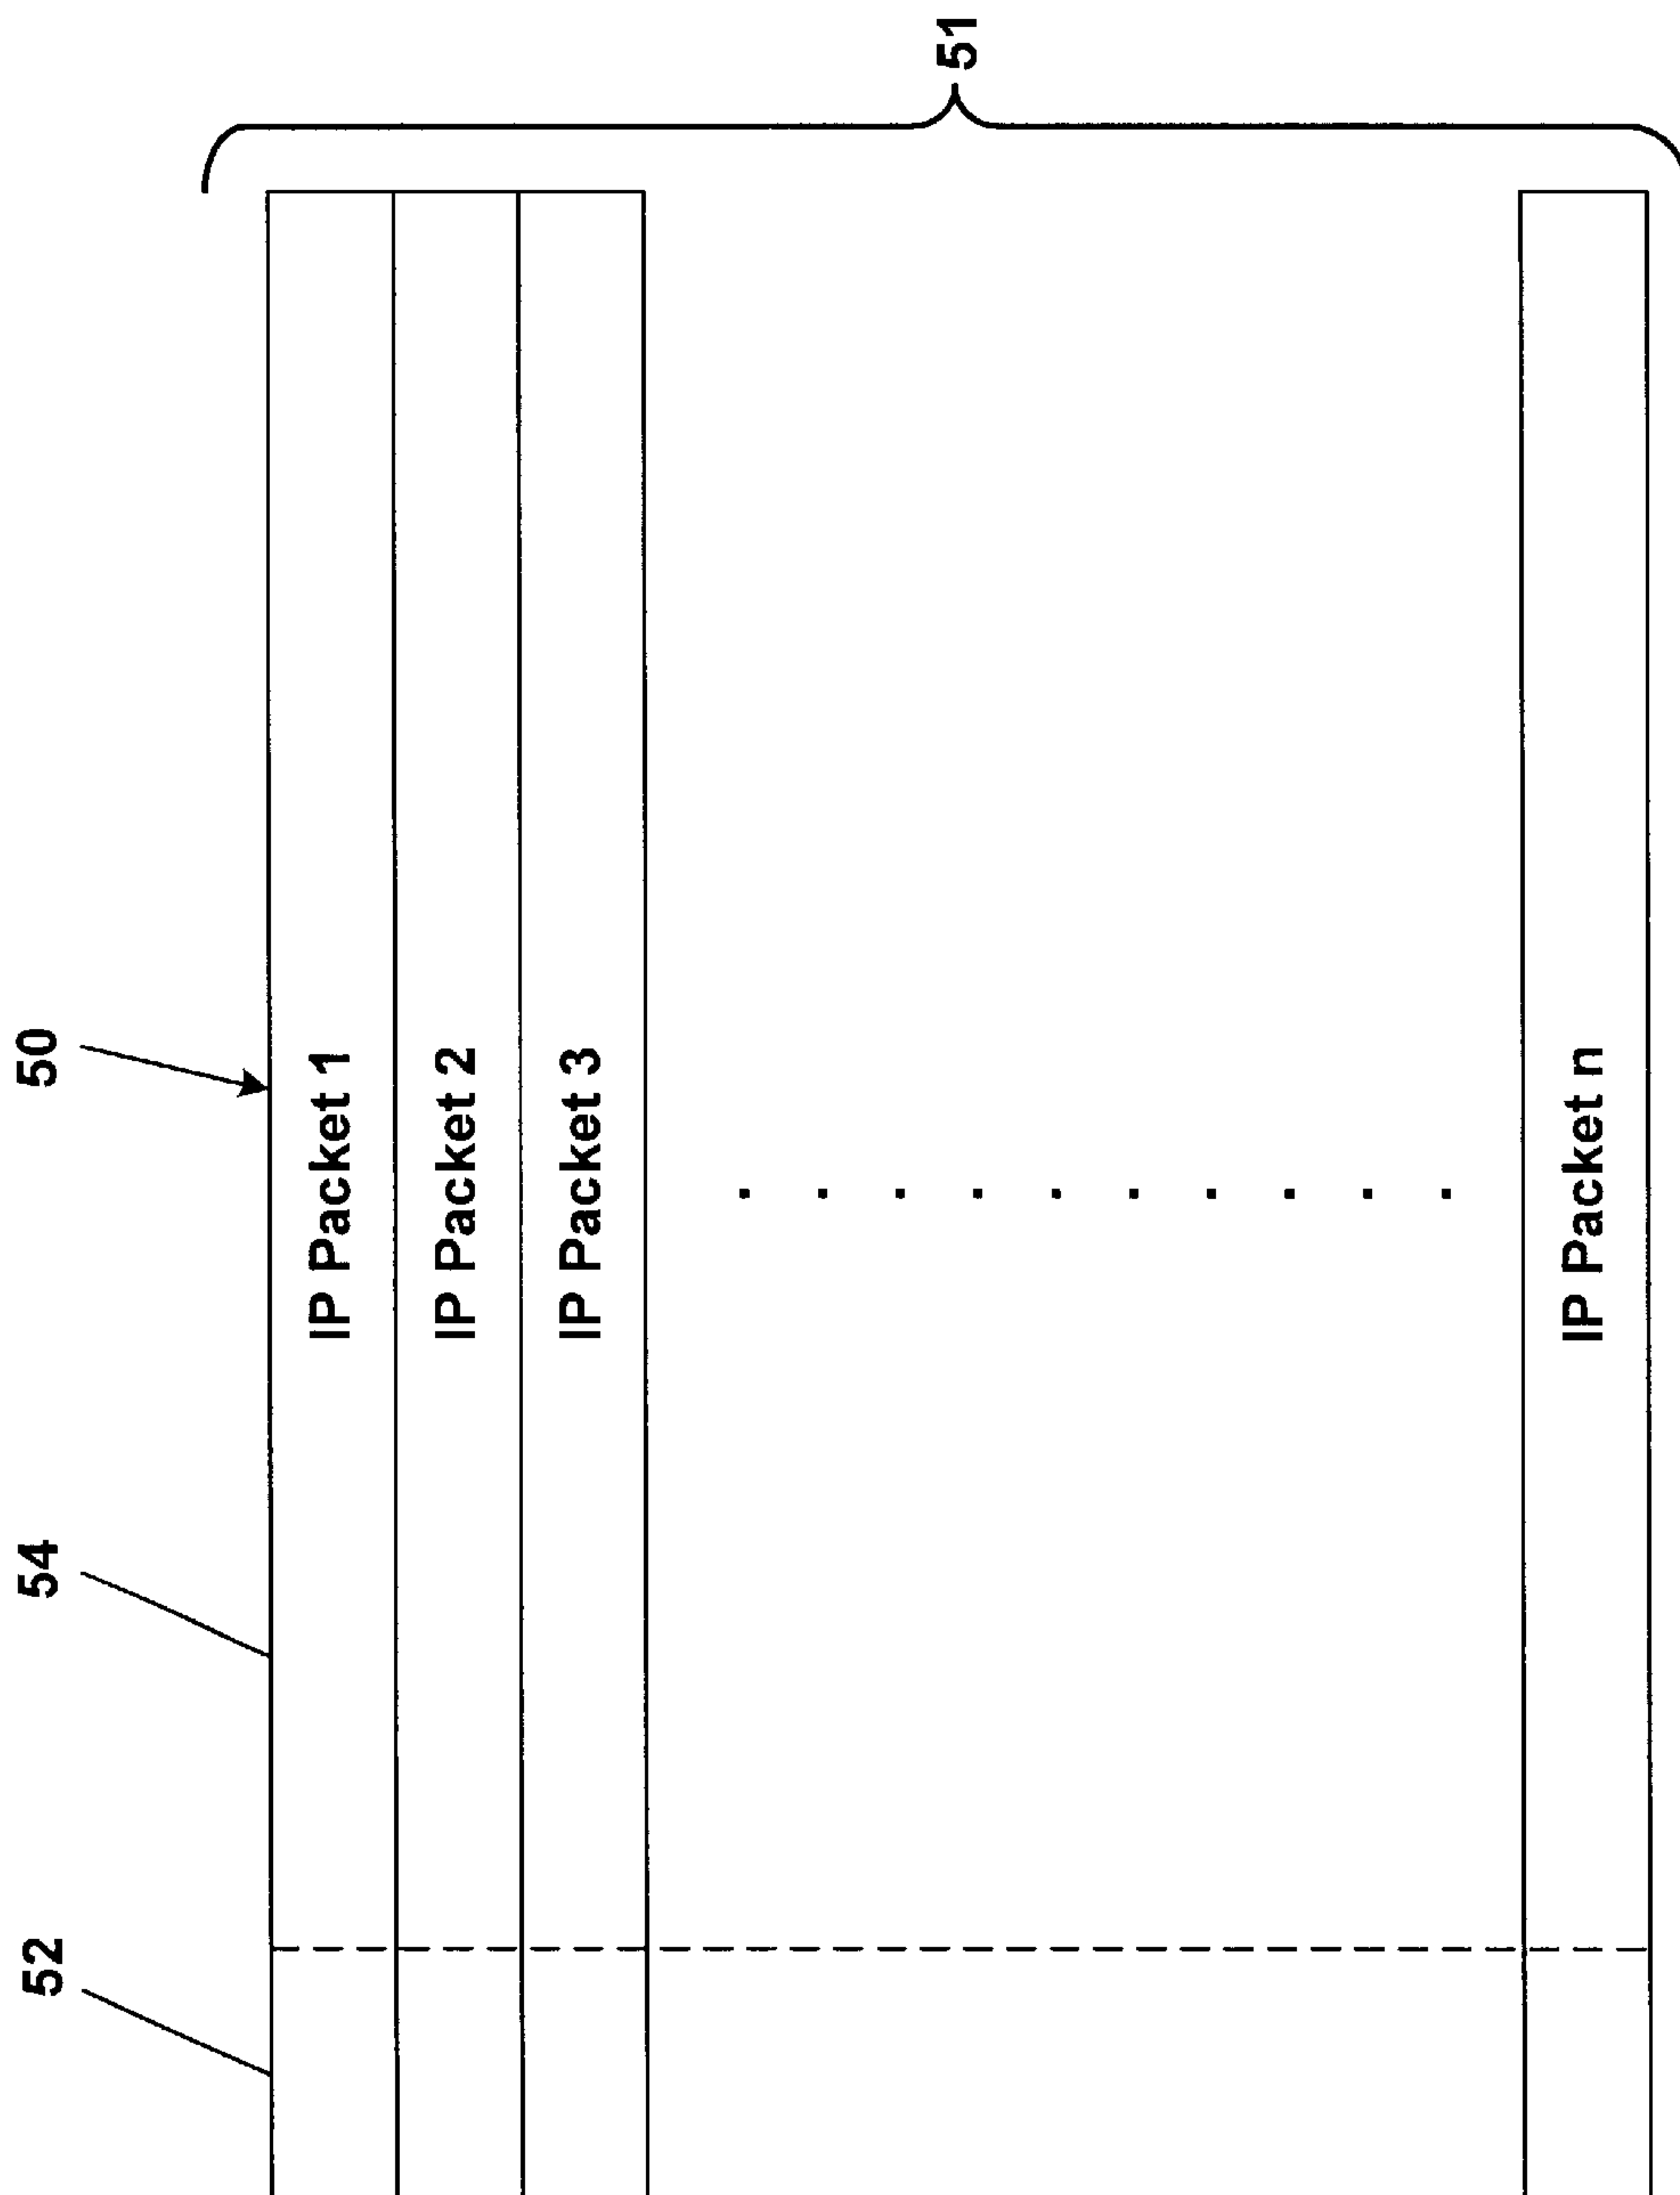 52
54
50
IP Packet 1
IP Packet 2
IP Packet 3
. . . . . . . . . .
IP Packet n
51